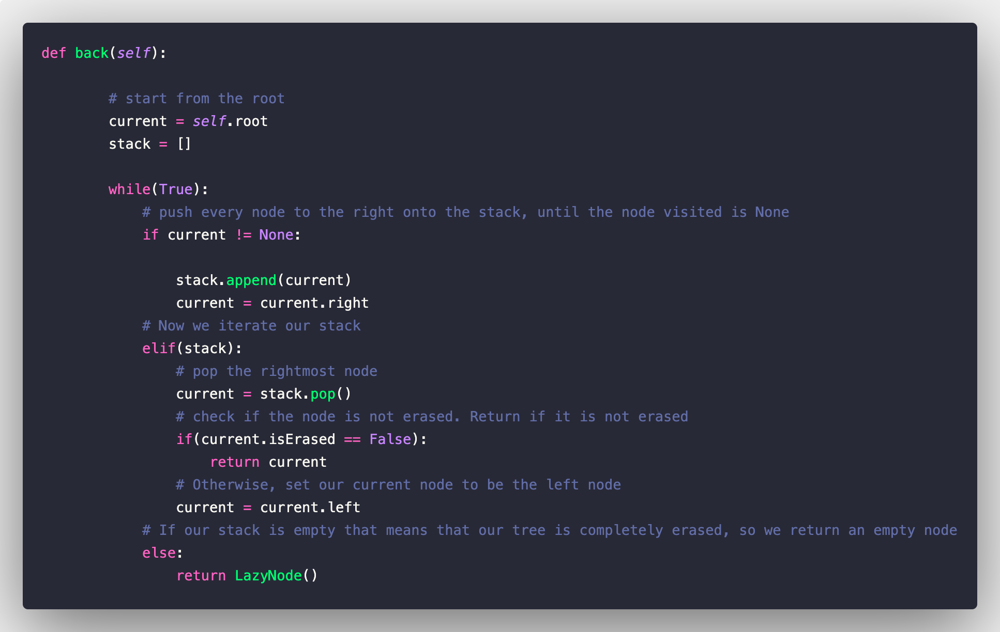 def back(self):
# start from the root
current = self.root
stack = []
while(True):
# push every node to the right onto the stack, until the node visited is None
if current != None:
stack.append(current)
current = current.right
# Now we iterate our stack
elif(stack):
# pop the rightmost node
current = stack.pop()
# check if the node is not erased. Return if it is not erased
if(current.isErased == False):
return current
# Otherwise, set our current node to be the left node
current = current.left
# If our stack is empty that means that our tree is completely erased, so we return an empty node
else:
return LazyNode()